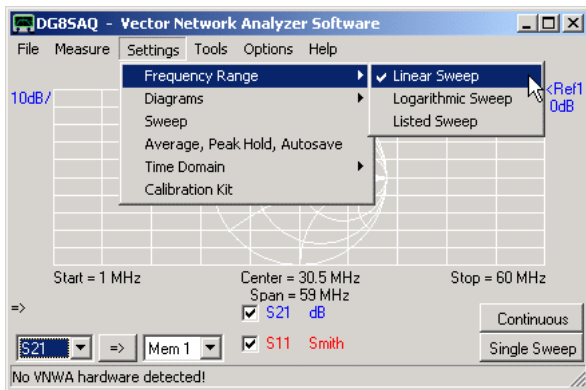 DG8SAQ - Vector Network Analyzer Software
File Measure Settings Tools Options Help
Frequency Range
Linear Sweep
10dB/
Diagrams
Logarithmic Sweep
<Ref1
0dB
Sweep
Listed Sweep
Average, Peak Hold, Autosave
Time Domain
Calibration Kit
Start = 1 MHz Center = 30.5 MHz Stop = 60 MHz
Span = 59 MHz
=>
S21 dB
Continuous
S21 => Mem 1 S11 Smith Single Sweep
No VNWA hardware detected!